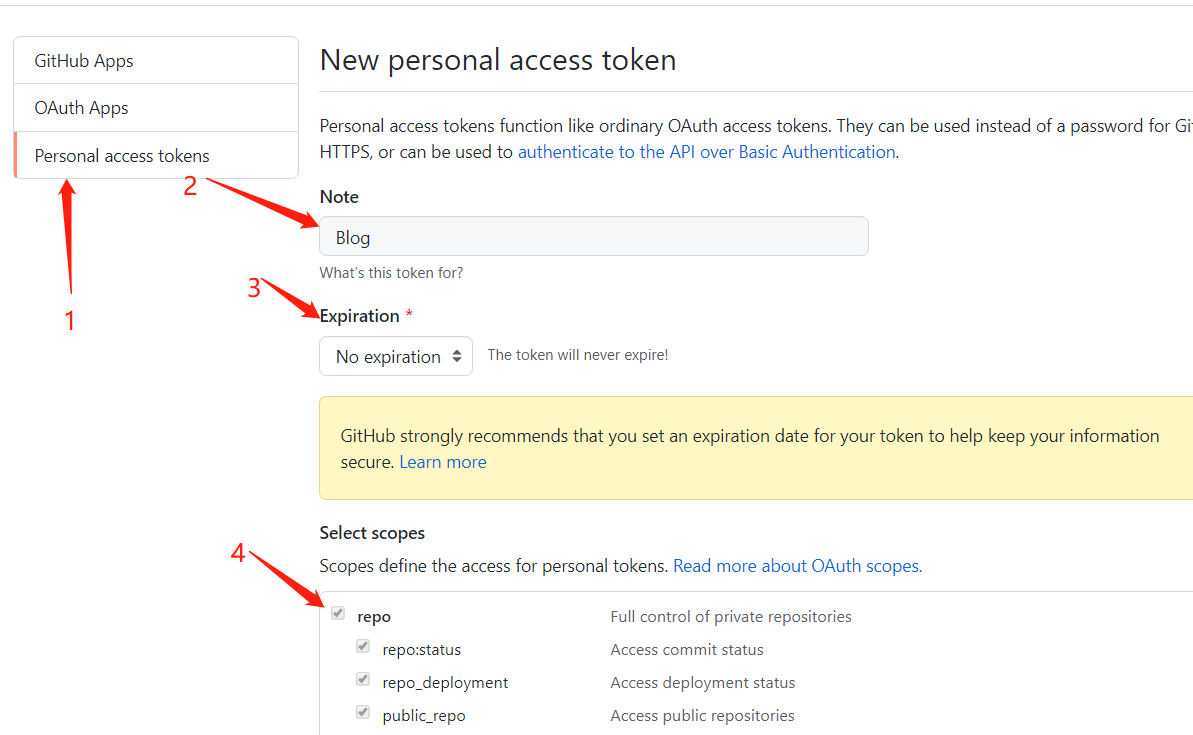 GitHub Apps
OAuth Apps
Personal access tokens
1
New personal access token
Personal access tokens function like ordinary OAuth access tokens. They can be used instead of a password for Git
HTTPS, or can be used to authenticate to the API over Basic Authentication.
2
Note
Blog
What's this token for?
3
Expiration *
No expiration The token will never expire!
GitHub strongly recommends that you set an expiration date for your token to help keep your information
secure. Learn more
Select scopes
4
Scopes define the access for personal tokens. Read more about OAuth scopes.
repo Full control of private repositories
repo:status Access commit status
repo_deployment Access deployment status
public_repo Access public repositories